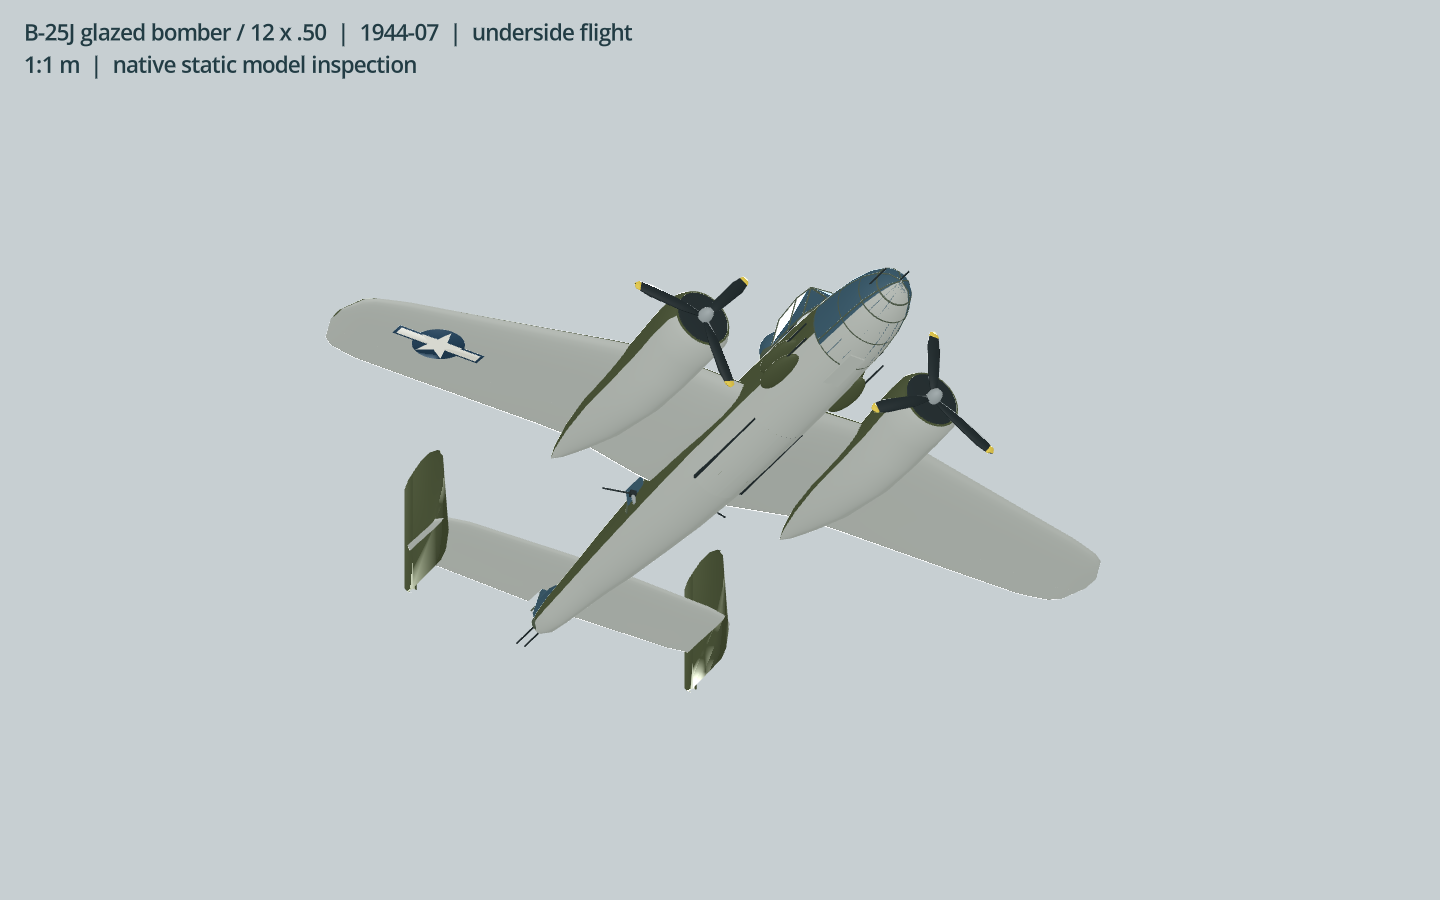 B-25J glazed bomber / 12 x .50 | 1944-07 | underside flight
1:1 m | native static model inspection